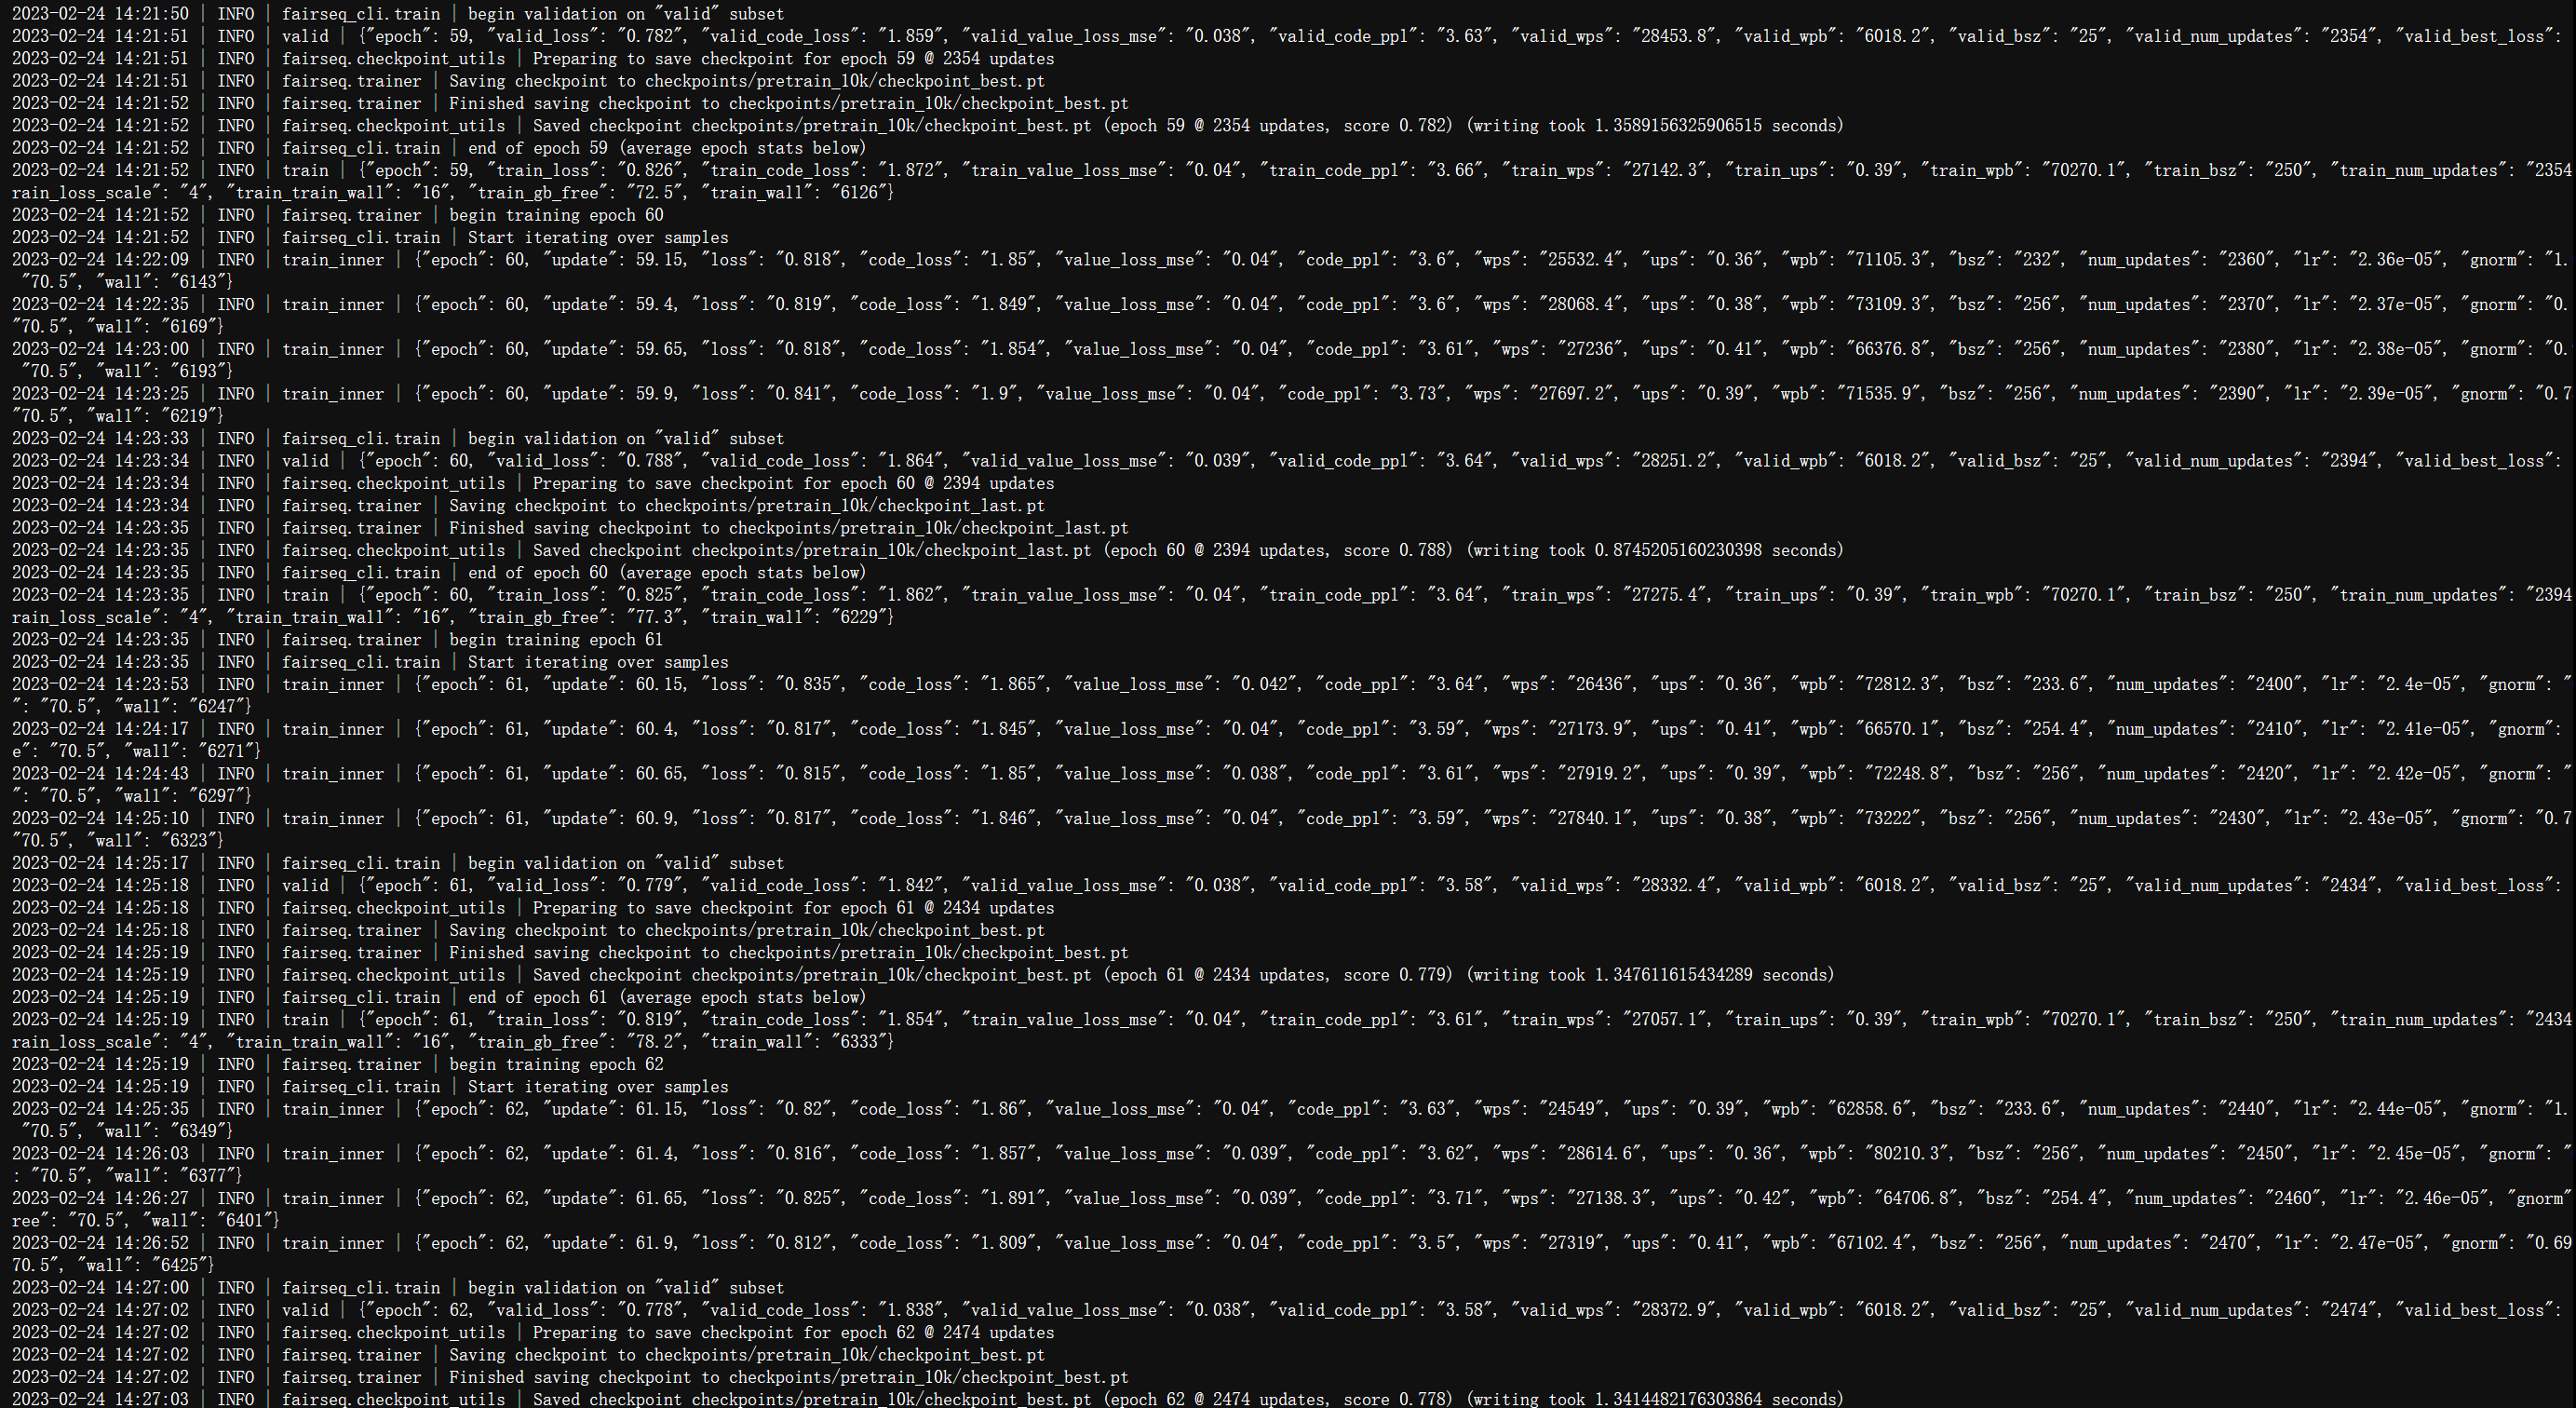 2023-02-24 14:21:50 | INFO | fairseq_cli.train | begin validation on "valid" subset
2023-02-24 14:21:51 | INFO | valid | {"epoch": 59, "valid_loss": "0.782", "valid_code_loss": "1.859", "valid_value_loss_mse": "0.038", "valid_code_ppl": "3.63", "valid_wps": "28453.8", "valid_wpb": "6018.2", "valid_bsz": "25", "valid_num_updates": "2354", "valid_best_loss":
2023-02-24 14:21:51 | INFO | fairseq.checkpoint_utils | Preparing to save checkpoint for epoch 59 @ 2354 updates
2023-02-24 14:21:51 | INFO | fairseq.trainer | Saving checkpoint to checkpoints/pretrain_10k/checkpoint_best.pt
2023-02-24 14:21:52 | INFO | fairseq.trainer | Finished saving checkpoint to checkpoints/pretrain_10k/checkpoint_best.pt
2023-02-24 14:21:52 | INFO | fairseq.checkpoint_utils | Saved checkpoint checkpoints/pretrain_10k/checkpoint_best.pt (epoch 59 @ 2354 updates, score 0.782) (writing took 1.3589156325906515 seconds)
2023-02-24 14:21:52 | INFO | fairseq_cli.train | end of epoch 59 (average epoch stats below)
2023-02-24 14:21:52 | INFO | train | {"epoch": 59, "train_loss": "0.826", "train_code_loss": "1.872", "train_value_loss_mse": "0.04", "train_code_ppl": "3.66", "train_wps": "27142.3", "train_ups": "0.39", "train_wpb": "70270.1", "train_bsz": "250", "train_num_updates": "2354
rain_loss_scale": "4", "train_train_wall": "16", "train_gb_free": "72.5", "train_wall": "6126"}
2023-02-24 14:21:52 | INFO | fairseq.trainer | begin training epoch 60
2023-02-24 14:21:52 | INFO | fairseq_cli.train | Start iterating over samples
2023-02-24 14:22:09 | INFO | train_inner | {"epoch": 60, "update": 59.15, "loss": "0.818", "code_loss": "1.85", "value_loss_mse": "0.04", "code_ppl": "3.6", "wps": "25532.4", "ups": "0.36", "wpb": "71105.3", "bsz": "232", "num_updates": "2360", "lr": "2.36e-05", "gnorm": "1.
"70.5", "wall": "6143"}
2023-02-24 14:22:35 | INFO | train_inner | {"epoch": 60, "update": 59.4, "loss": "0.819", "code_loss": "1.849", "value_loss_mse": "0.04", "code_ppl": "3.6", "wps": "28068.4", "ups": "0.38", "wpb": "73109.3", "bsz": "256", "num_updates": "2370", "lr": "2.37e-05", "gnorm": "0.
"70.5", "wall": "6169"}
2023-02-24 14:23:00 | INFO | train_inner | {"epoch": 60, "update": 59.65, "loss": "0.818", "code_loss": "1.854", "value_loss_mse": "0.04", "code_ppl": "3.61", "wps": "27236", "ups": "0.41", "wpb": "66376.8", "bsz": "256", "num_updates": "2380", "lr": "2.38e-05", "gnorm": "0.
"70.5", "wall": "6193"}
2023-02-24 14:23:25 | INFO | train_inner | {"epoch": 60, "update": 59.9, "loss": "0.841", "code_loss": "1.9", "value_loss_mse": "0.04", "code_ppl": "3.73", "wps": "27697.2", "ups": "0.39", "wpb": "71535.9", "bsz": "256", "num_updates": "2390", "lr": "2.39e-05", "gnorm": "0.7
"70.5", "wall": "6219"}
2023-02-24 14:23:33 | INFO | fairseq_cli.train | begin validation on "valid" subset
2023-02-24 14:23:34 | INFO | valid | {"epoch": 60, "valid_loss": "0.788", "valid_code_loss": "1.864", "valid_value_loss_mse": "0.039", "valid_code_ppl": "3.64", "valid_wps": "28251.2", "valid_wpb": "6018.2", "valid_bsz": "25", "valid_num_updates": "2394", "valid_best_loss":
2023-02-24 14:23:34 | INFO | fairseq.checkpoint_utils | Preparing to save checkpoint for epoch 60 @ 2394 updates
2023-02-24 14:23:34 | INFO | fairseq.trainer | Saving checkpoint to checkpoints/pretrain_10k/checkpoint_last.pt
2023-02-24 14:23:35 | INFO | fairseq.trainer | Finished saving checkpoint to checkpoints/pretrain_10k/checkpoint_last.pt
2023-02-24 14:23:35 | INFO | fairseq.checkpoint_utils | Saved checkpoint checkpoints/pretrain_10k/checkpoint_last.pt (epoch 60 @ 2394 updates, score 0.788) (writing took 0.8745205160230398 seconds)
2023-02-24 14:23:35 | INFO | fairseq_cli.train | end of epoch 60 (average epoch stats below)
2023-02-24 14:23:35 | INFO | train | {"epoch": 60, "train_loss": "0.825", "train_code_loss": "1.862", "train_value_loss_mse": "0.04", "train_code_ppl": "3.64", "train_wps": "27275.4", "train_ups": "0.39", "train_wpb": "70270.1", "train_bsz": "250", "train_num_updates": "2394
rain_loss_scale": "4", "train_train_wall": "16", "train_gb_free": "77.3", "train_wall": "6229"}
2023-02-24 14:23:35 | INFO | fairseq.trainer | begin training epoch 61
2023-02-24 14:23:35 | INFO | fairseq_cli.train | Start iterating over samples
2023-02-24 14:23:53 | INFO | train_inner | {"epoch": 61, "update": 60.15, "loss": "0.835", "code_loss": "1.865", "value_loss_mse": "0.042", "code_ppl": "3.64", "wps": "26436", "ups": "0.36", "wpb": "72812.3", "bsz": "233.6", "num_updates": "2400", "lr": "2.4e-05", "gnorm": "
": "70.5", "wall": "6247"}
2023-02-24 14:24:17 | INFO | train_inner | {"epoch": 61, "update": 60.4, "loss": "0.817", "code_loss": "1.845", "value_loss_mse": "0.04", "code_ppl": "3.59", "wps": "27173.9", "ups": "0.41", "wpb": "66570.1", "bsz": "254.4", "num_updates": "2410", "lr": "2.41e-05", "gnorm":
e": "70.5", "wall": "6271"}
2023-02-24 14:24:43 | INFO | train_inner | {"epoch": 61, "update": 60.65, "loss": "0.815", "code_loss": "1.85", "value_loss_mse": "0.038", "code_ppl": "3.61", "wps": "27919.2", "ups": "0.39", "wpb": "72248.8", "bsz": "256", "num_updates": "2420", "lr": "2.42e-05", "gnorm": "
": "70.5", "wall": "6297"}
2023-02-24 14:25:10 | INFO | train_inner | {"epoch": 61, "update": 60.9, "loss": "0.817", "code_loss": "1.846", "value_loss_mse": "0.04", "code_ppl": "3.59", "wps": "27840.1", "ups": "0.38", "wpb": "73222", "bsz": "256", "num_updates": "2430", "lr": "2.43e-05", "gnorm": "0.7
"70.5", "wall": "6323"}
2023-02-24 14:25:17 | INFO | fairseq_cli.train | begin validation on "valid" subset
2023-02-24 14:25:18 | INFO | valid | {"epoch": 61, "valid_loss": "0.779", "valid_code_loss": "1.842", "valid_value_loss_mse": "0.038", "valid_code_ppl": "3.58", "valid_wps": "28332.4", "valid_wpb": "6018.2", "valid_bsz": "25", "valid_num_updates": "2434", "valid_best_loss":
2023-02-24 14:25:18 | INFO | fairseq.checkpoint_utils | Preparing to save checkpoint for epoch 61 @ 2434 updates
2023-02-24 14:25:18 | INFO | fairseq.trainer | Saving checkpoint to checkpoints/pretrain_10k/checkpoint_best.pt
2023-02-24 14:25:19 | INFO | fairseq.trainer | Finished saving checkpoint to checkpoints/pretrain_10k/checkpoint_best.pt
2023-02-24 14:25:19 | INFO | fairseq.checkpoint_utils | Saved checkpoint checkpoints/pretrain_10k/checkpoint_best.pt (epoch 61 @ 2434 updates, score 0.779) (writing took 1.347611615434289 seconds)
2023-02-24 14:25:19 | INFO | fairseq_cli.train | end of epoch 61 (average epoch stats below)
2023-02-24 14:25:19 | INFO | train | {"epoch": 61, "train_loss": "0.819", "train_code_loss": "1.854", "train_value_loss_mse": "0.04", "train_code_ppl": "3.61", "train_wps": "27057.1", "train_ups": "0.39", "train_wpb": "70270.1", "train_bsz": "250", "train_num_updates": "2434
rain_loss_scale": "4", "train_train_wall": "16", "train_gb_free": "78.2", "train_wall": "6333"}
2023-02-24 14:25:19 | INFO | fairseq.trainer | begin training epoch 62
2023-02-24 14:25:19 | INFO | fairseq_cli.train | Start iterating over samples
2023-02-24 14:25:35 | INFO | train_inner | {"epoch": 62, "update": 61.15, "loss": "0.82", "code_loss": "1.86", "value_loss_mse": "0.04", "code_ppl": "3.63", "wps": "24549", "ups": "0.39", "wpb": "62858.6", "bsz": "233.6", "num_updates": "2440", "lr": "2.44e-05", "gnorm": "1.
"70.5", "wall": "6349"}
2023-02-24 14:26:03 | INFO | train_inner | {"epoch": 62, "update": 61.4, "loss": "0.816", "code_loss": "1.857", "value_loss_mse": "0.039", "code_ppl": "3.62", "wps": "28614.6", "ups": "0.36", "wpb": "80210.3", "bsz": "256", "num_updates": "2450", "lr": "2.45e-05", "gnorm": "
: "70.5", "wall": "6377"}
2023-02-24 14:26:27 | INFO | train_inner | {"epoch": 62, "update": 61.65, "loss": "0.825", "code_loss": "1.891", "value_loss_mse": "0.039", "code_ppl": "3.71", "wps": "27138.3", "ups": "0.42", "wpb": "64706.8", "bsz": "254.4", "num_updates": "2460", "lr": "2.46e-05", "gnorm"
ree": "70.5", "wall": "6401"}
2023-02-24 14:26:52 | INFO | train_inner | {"epoch": 62, "update": 61.9, "loss": "0.812", "code_loss": "1.809", "value_loss_mse": "0.04", "code_ppl": "3.5", "wps": "27319", "ups": "0.41", "wpb": "67102.4", "bsz": "256", "num_updates": "2470", "lr": "2.47e-05", "gnorm": "0.69
70.5", "wall": "6425"}
2023-02-24 14:27:00 | INFO | fairseq_cli.train | begin validation on "valid" subset
2023-02-24 14:27:02 | INFO | valid | {"epoch": 62, "valid_loss": "0.778", "valid_code_loss": "1.838", "valid_value_loss_mse": "0.038", "valid_code_ppl": "3.58", "valid_wps": "28372.9", "valid_wpb": "6018.2", "valid_bsz": "25", "valid_num_updates": "2474", "valid_best_loss":
2023-02-24 14:27:02 | INFO | fairseq.checkpoint_utils | Preparing to save checkpoint for epoch 62 @ 2474 updates
2023-02-24 14:27:02 | INFO | fairseq.trainer | Saving checkpoint to checkpoints/pretrain_10k/checkpoint_best.pt
2023-02-24 14:27:02 | INFO | fairseq.trainer | Finished saving checkpoint to checkpoints/pretrain_10k/checkpoint_best.pt
2023-02-24 14:27:03 | INFO | fairseq.checkpoint_utils | Saved checkpoint checkpoints/pretrain_10k/checkpoint_best.pt (epoch 62 @ 2474 updates, score 0.778) (writing took 1.3414482176303864 seconds)